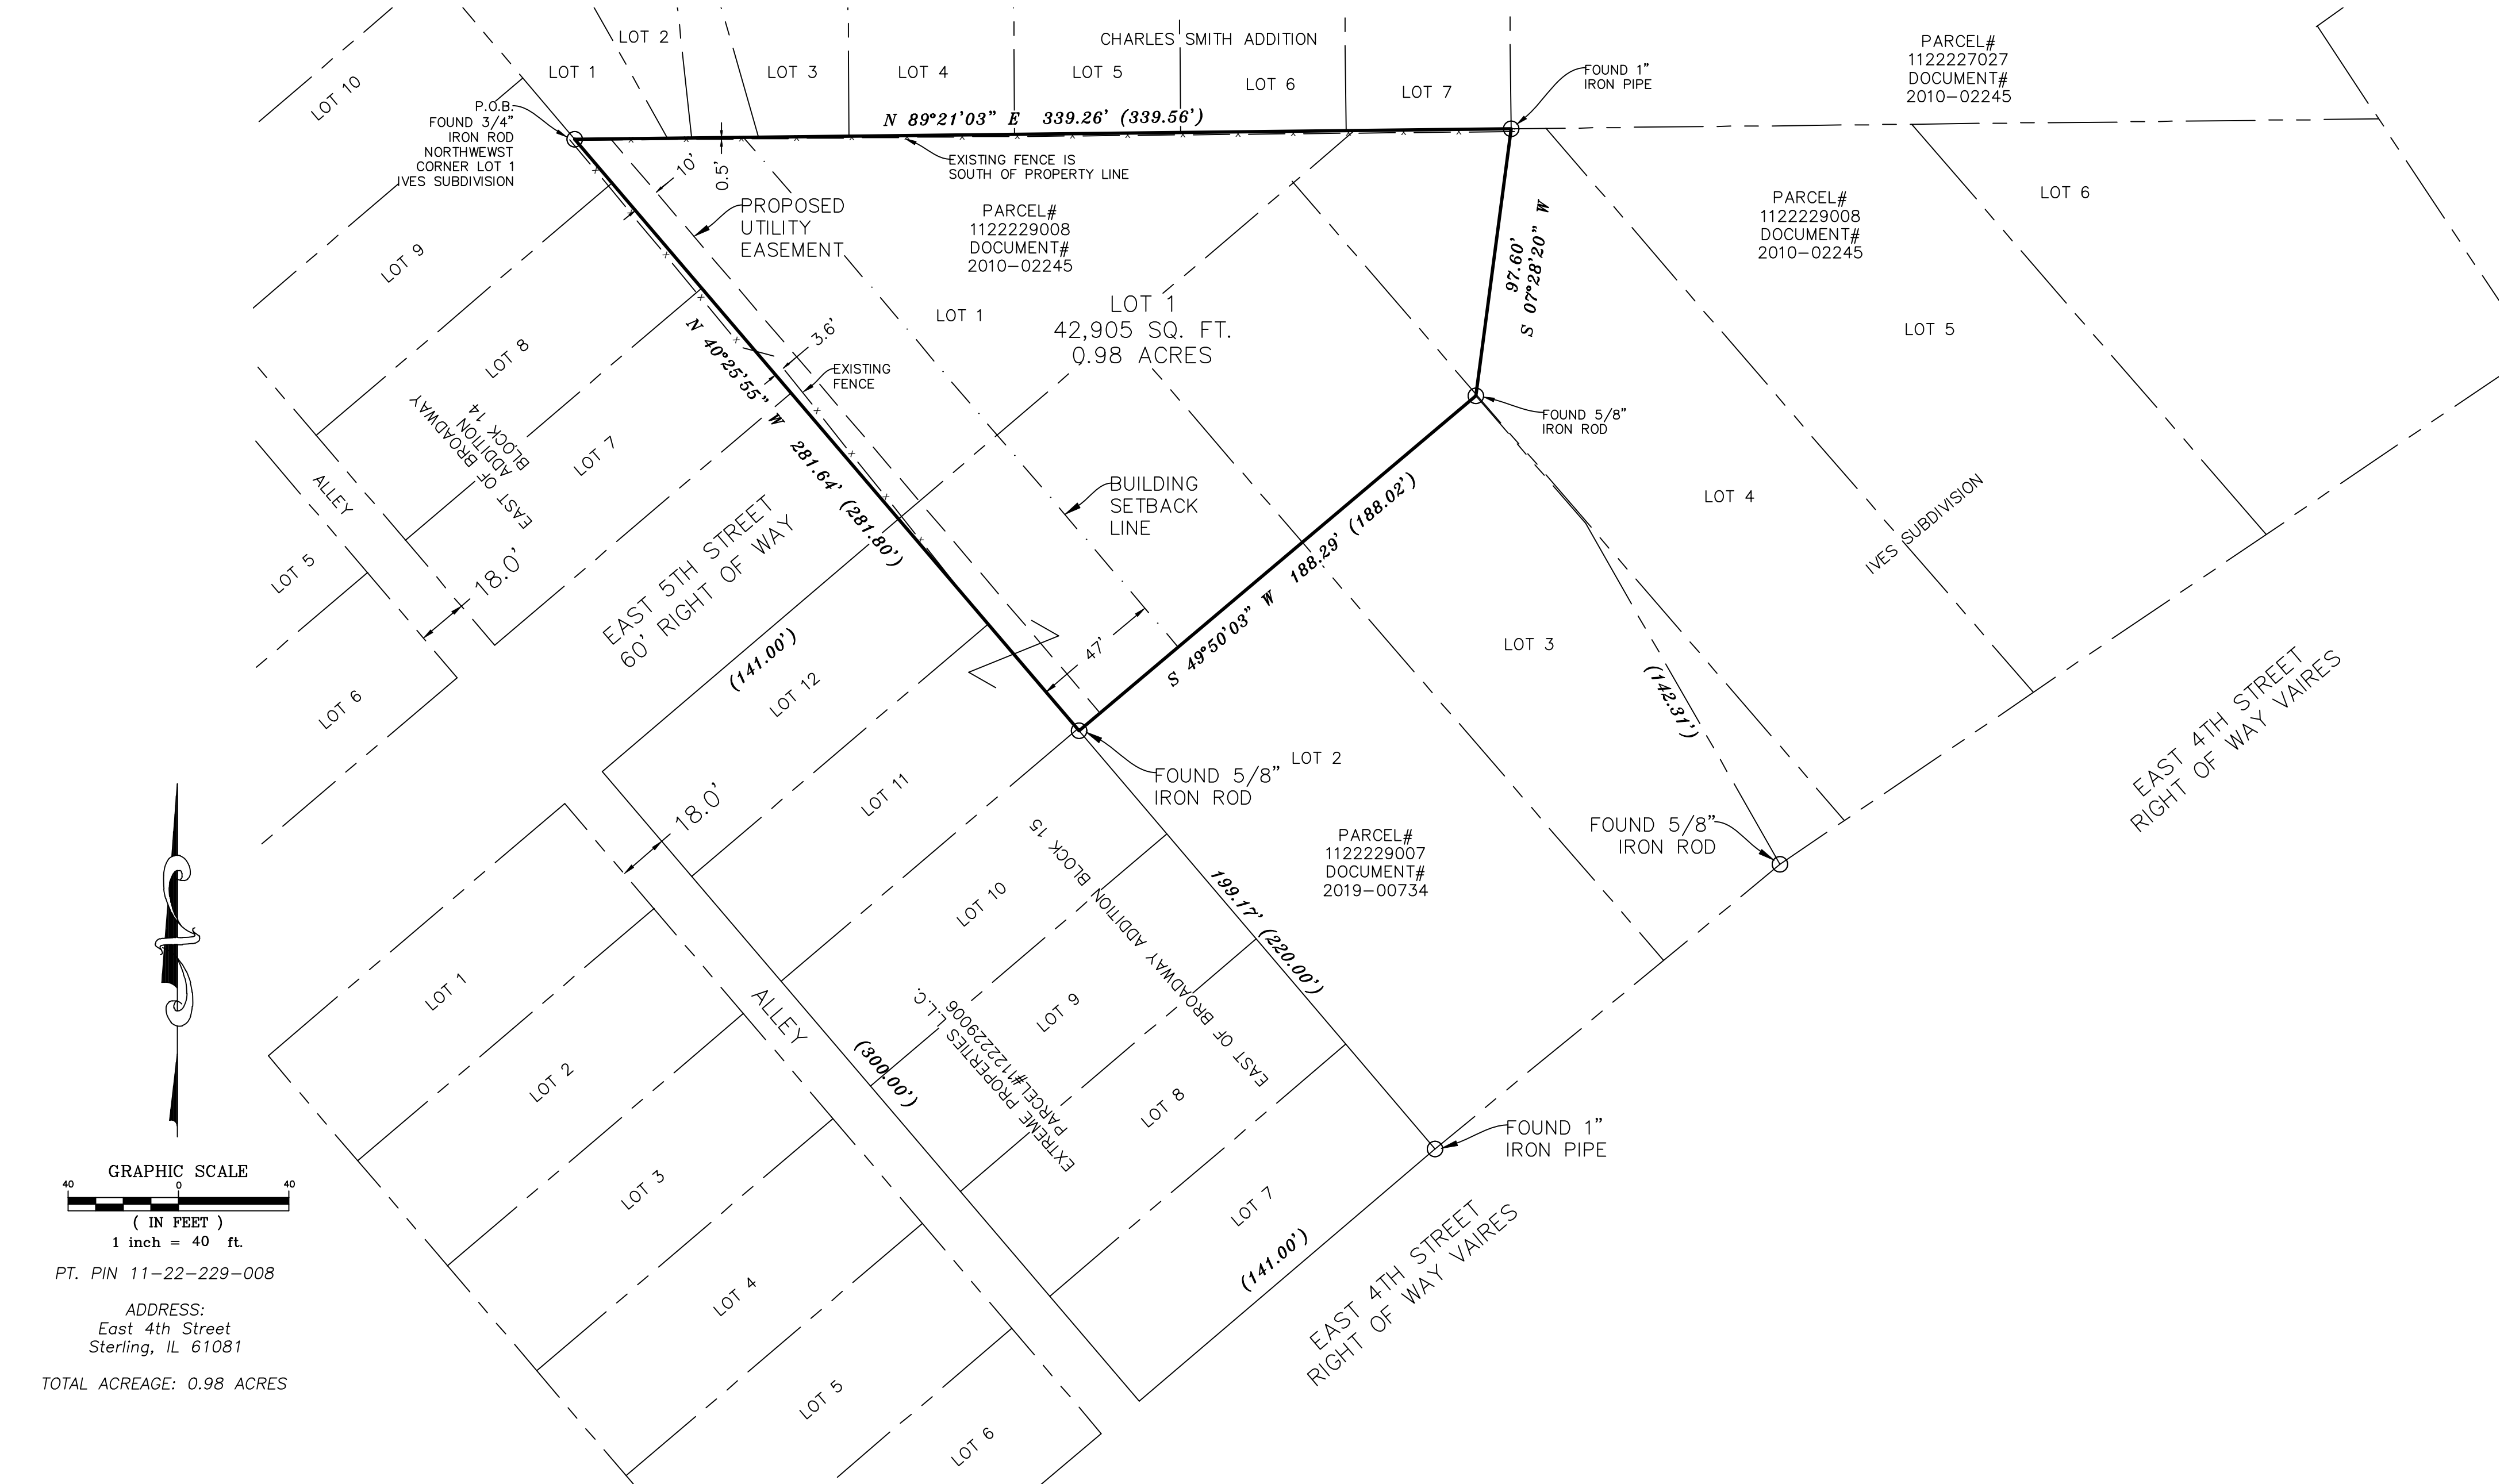 CHARLES SMITH ADDITION
LOT 1
LOT 2
LOT 3
LOT 4
LOT 5
LOT 6
LOT 7
FOUND 1"
IRON PIPE
PARCEL#
1122227027
DOCUMENT#
2010-02245
LOT 10
P.O.B.
FOUND 3/4"
IRON ROD
NORTHWEWST
CORNER LOT 1
IVES SUBDIVISION
N 89°21'03" E 339.26' (339.56')
10'
0.5'
EXISTING FENCE IS
SOUTH OF PROPERTY LINE
PROPOSED
UTILITY
EASEMENT
PARCEL#
1122229008
DOCUMENT#
2010-02245
97.60'
S 07°28'20" W
PARCEL#
1122229008
DOCUMENT#
2010-02245
LOT 6
LOT 9
LOT 8
LOT 7
LOT 1
LOT 1
42,905 SQ. FT.
0.98 ACRES
LOT 5
3.6'
EXISTING
FENCE
N 40°25'55" W 281.64' (281.80')
FOUND 5/8"
IRON ROD
EAST OF BROADWAY
ADDITION
BLOCK 14
ALLEY
BUILDING
SETBACK
LINE
S 49°50'03" W 188.29' (188.02')
LOT 4
IVES SUBDIVISION
LOT 5
18.0'
EAST 5TH STREET
60' RIGHT OF WAY
LOT 6
(141.00')
LOT 12
47'
LOT 3
(142.31')
EAST 4TH STREET
RIGHT OF WAY VAIRES
LOT 2
FOUND 5/8"
IRON ROD
LOT 11
18.0'
FOUND 5/8"
IRON ROD
PARCEL#
1122229007
DOCUMENT#
2019-00734
EAST OF BROADWAY ADDITION BLOCK 15
199.17' (220.00')
LOT 10
LOT 9
LOT 8
LOT 7
EXTREME PROPERTIES L.L.C.
PARCEL#1122229006
ALLEY
(300.00')
LOT 1
LOT 2
LOT 3
LOT 4
LOT 5
LOT 6
FOUND 1"
IRON PIPE
(141.00')
EAST 4TH STREET
RIGHT OF WAY VAIRES
GRAPHIC SCALE
40 0 40
( IN FEET )
1 inch = 40 ft.
PT. PIN 11-22-229-008
ADDRESS:
East 4th Street
Sterling, IL 61081
TOTAL ACREAGE: 0.98 ACRES